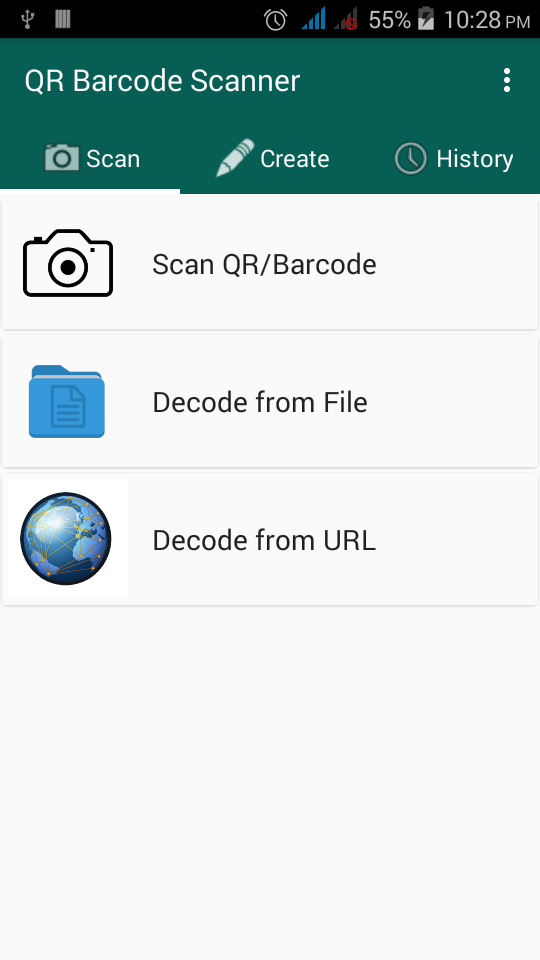 55% 10:28 PM
QR Barcode Scanner
Scan Create History
Scan QR/Barcode
Decode from File
Decode from URL